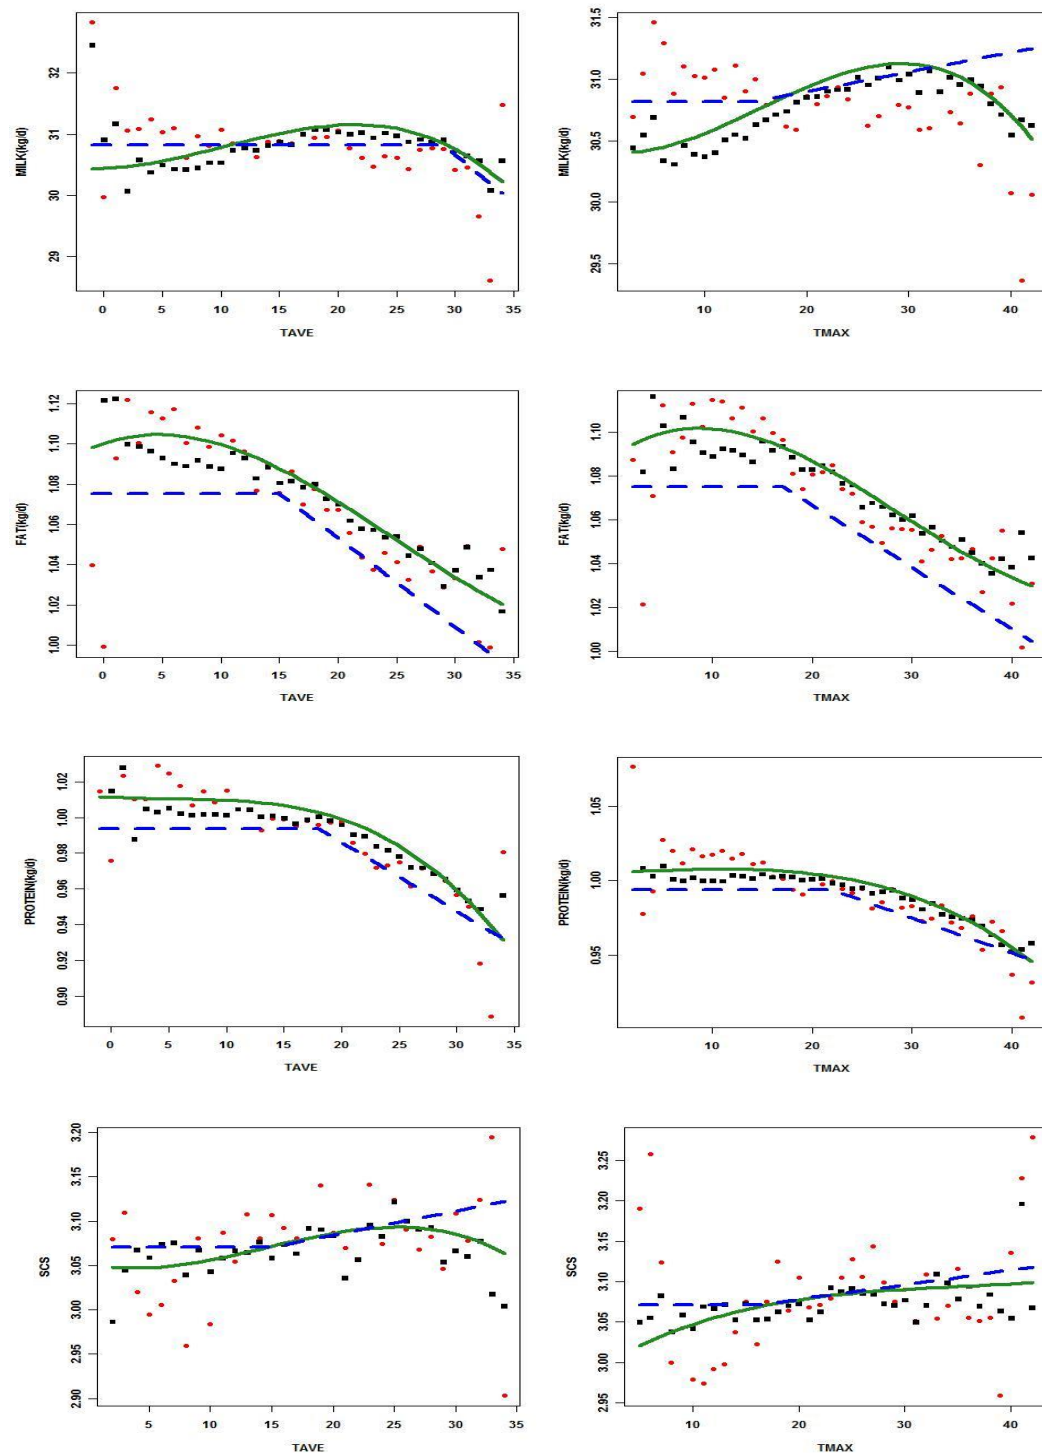 MILK(kg/d)
32
31
30
29
0 5 10 15 20 25 30 35
TAVE
MILK(kg/d)
31.5
31.0
30.5
30.0
29.5
10 20 30 40
TMAX
FAT(kg/d)
1.12
1.10
1.08
1.06
1.04
1.02
1.00
0 5 10 15 20 25 30 35
TAVE
FAT(kg/d)
1.10
1.08
1.06
1.04
1.02
1.00
10 20 30 40
TMAX
PROTEIN(kg/d)
1.02
1.00
0.98
0.96
0.94
0.92
0.90
0 5 10 15 20 25 30 35
TAVE
PROTEIN(kg/d)
1.05
1.00
0.95
10 20 30 40
TMAX
SCS
3.20
3.15
3.10
3.05
3.00
2.95
2.90
5 10 15 20 25 30 35
TAVE
SCS
3.25
3.20
3.15
3.10
3.05
3.00
2.95
10 20 30 40
TMAX